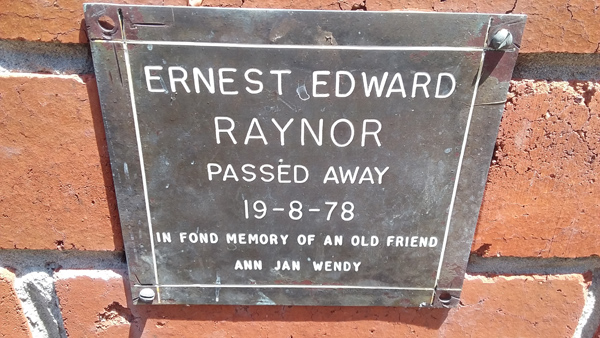 ERNEST EDWARD
RAYNOR
PASSED AWAY
19-8-78
IN FOND MEMORY OF AN OLD FRIEND
ANN JAN WENDY